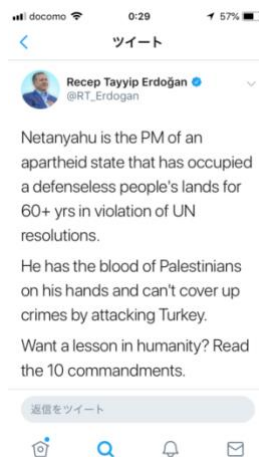 docomo 0:29 57%
ツイート
Recep Tayyip Erdoğan
@RT_Erdogan
Netanyahu is the PM of an
apartheid state that has occupied
a defenseless people's lands for
60+ yrs in violation of UN
resolutions.
He has the blood of Palestinians
on his hands and can't cover up
crimes by attacking Turkey.
Want a lesson in humanity? Read
the 10 commandments.
返信をツイート